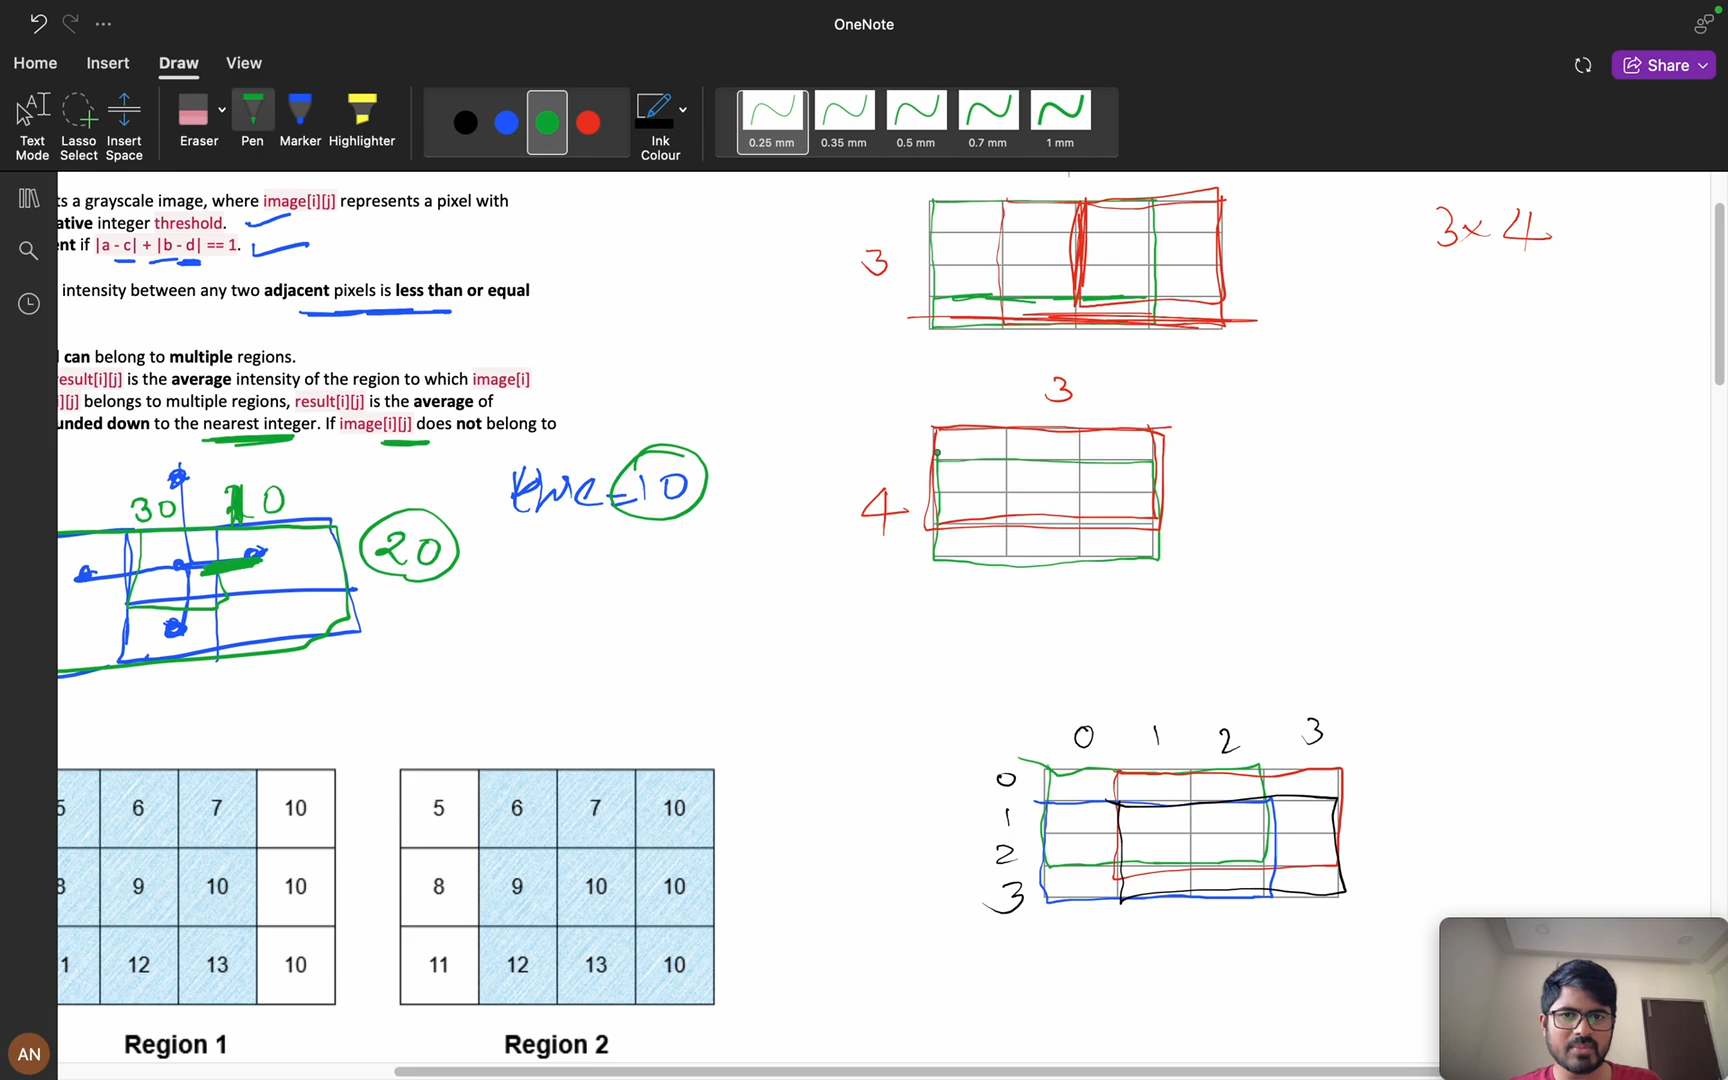 OneNote
Home Insert Draw View
Share
Text Mode
Lasso Select
Insert Space
Eraser
Pen
Marker
Highlighter
Ink Colour
0.25 mm
0.35 mm
0.5 mm
0.7 mm
1 mm
ts a grayscale image, where image[i][j] represents a pixel with
ative integer threshold.
ent if |a - c| + |b - d| == 1.
intensity between any two adjacent pixels is less than or equal
l can belong to multiple regions.
result[i][j] is the average intensity of the region to which image[i]
i][j] belongs to multiple regions, result[i][j] is the average of
unded down to the nearest integer. If image[i][j] does not belong to
30 10
20
10
3
3x4
3
4
0 1 2 3
0
1
2
3
5 6 7 10
8 9 10 10
1 12 13 10
Region 1
5 6 7 10
8 9 10 10
11 12 13 10
Region 2
AN